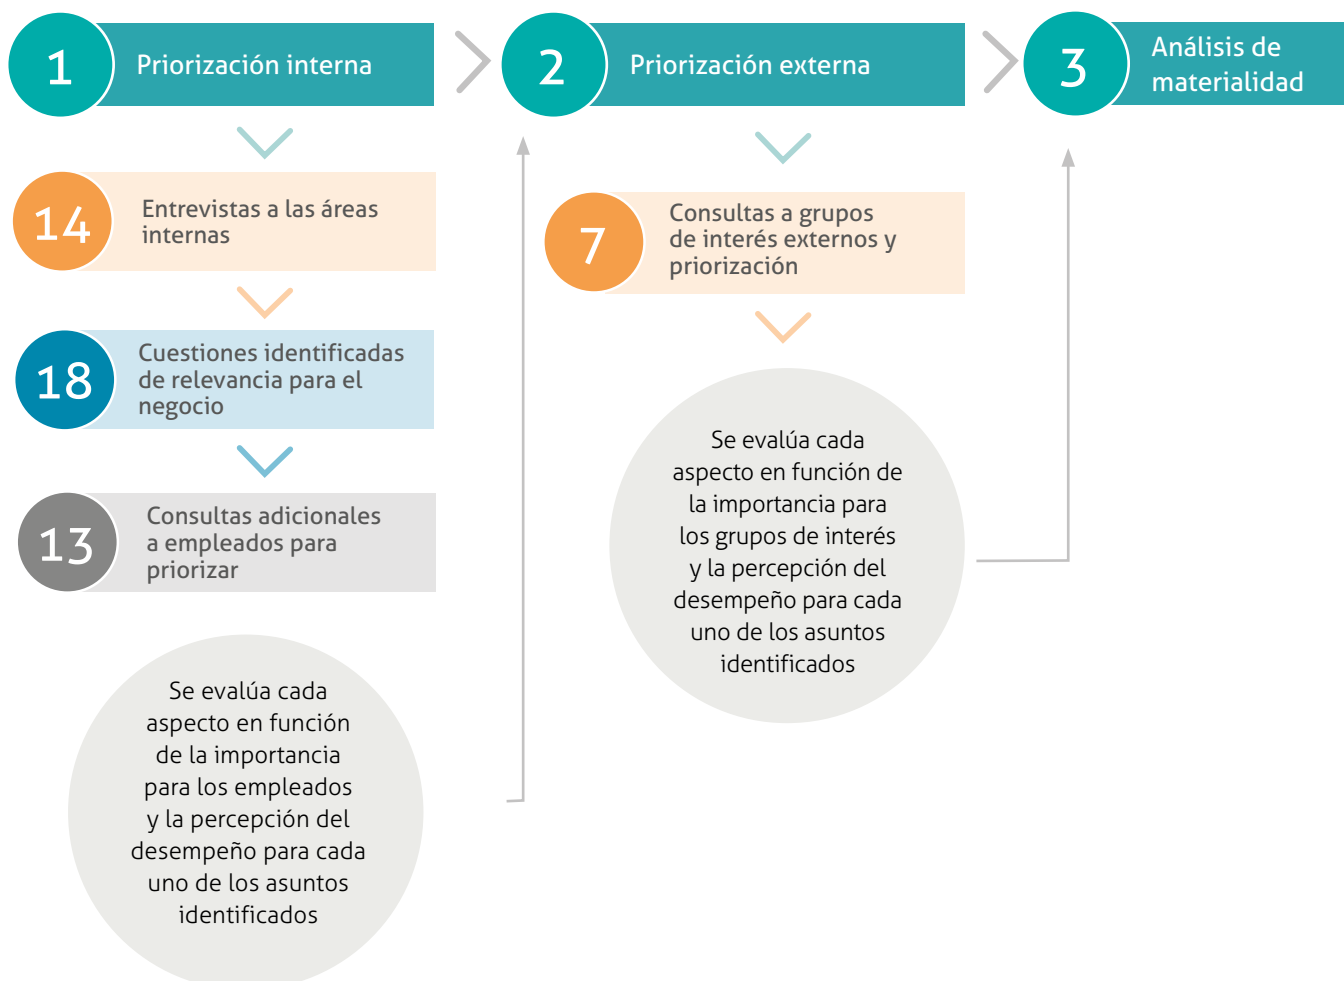 1
Priorización interna
14
Entrevistas a las áreas
internas
18
Cuestiones identificadas
de relevancia para el
negocio
13
Consultas adicionales
a empleados para
priorizar
Se evalúa cada
aspecto en función
de la importancia
para los empleados
y la percepción del
desempeño para cada
uno de los asuntos
identificados
2
Priorización externa
7
Consultas a grupos
de interés externos y
priorización
Se evalúa cada
aspecto en función de
la importancia para
los grupos de interés
y la percepción del
desempeño para cada
uno de los asuntos
identificados
3
Análisis de
materialidad